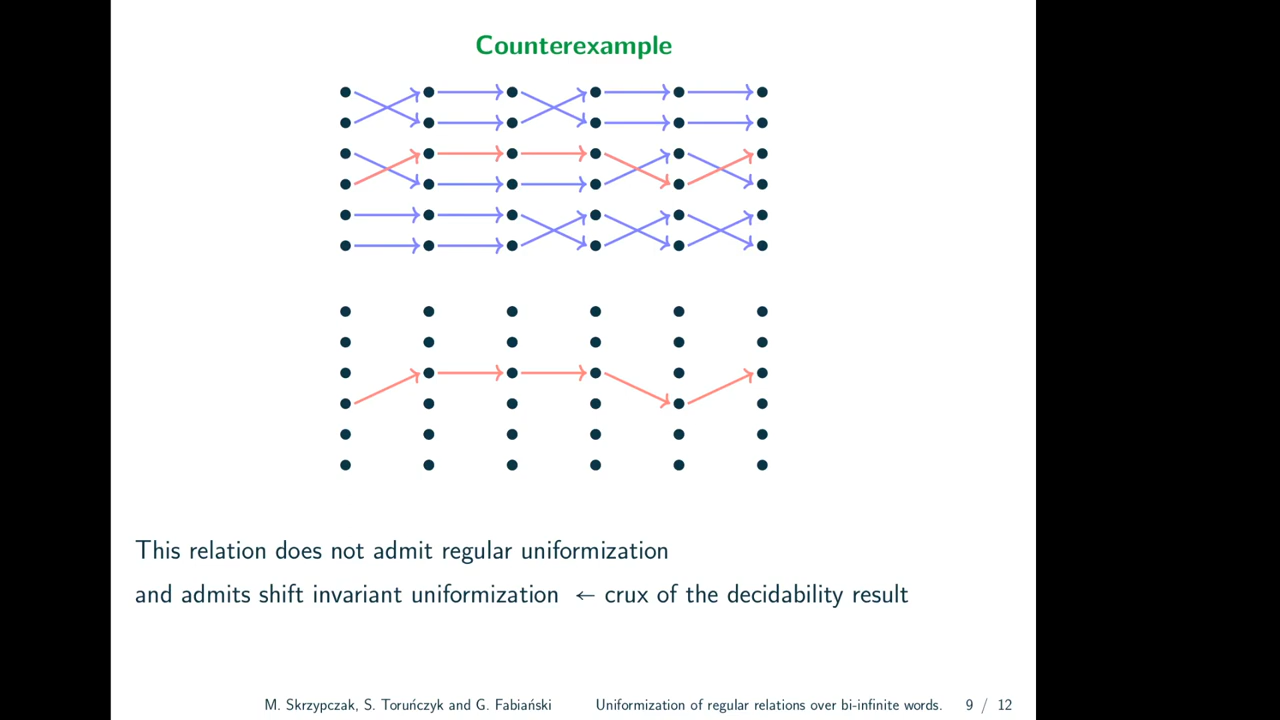 Counterexample
This relation does not admit regular uniformization
and admits shift invariant uniformization ← crux of the decidability result
M. Skrzypczak, S. Toruńczyk and G. Fabiański Uniformization of regular relations over bi-infinite words. 9 / 12